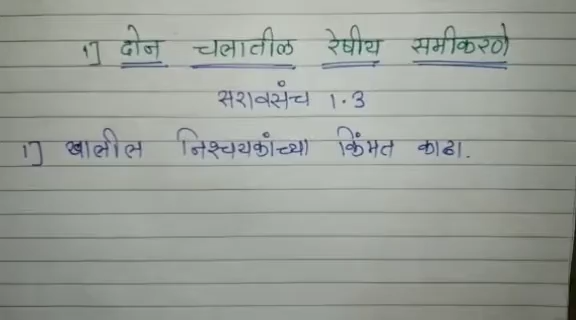 1] दोन चलातील रेषीय समीकरणे
सरावसंच 1.3
1] खालील निश्चयकांच्या किंमत काढा.